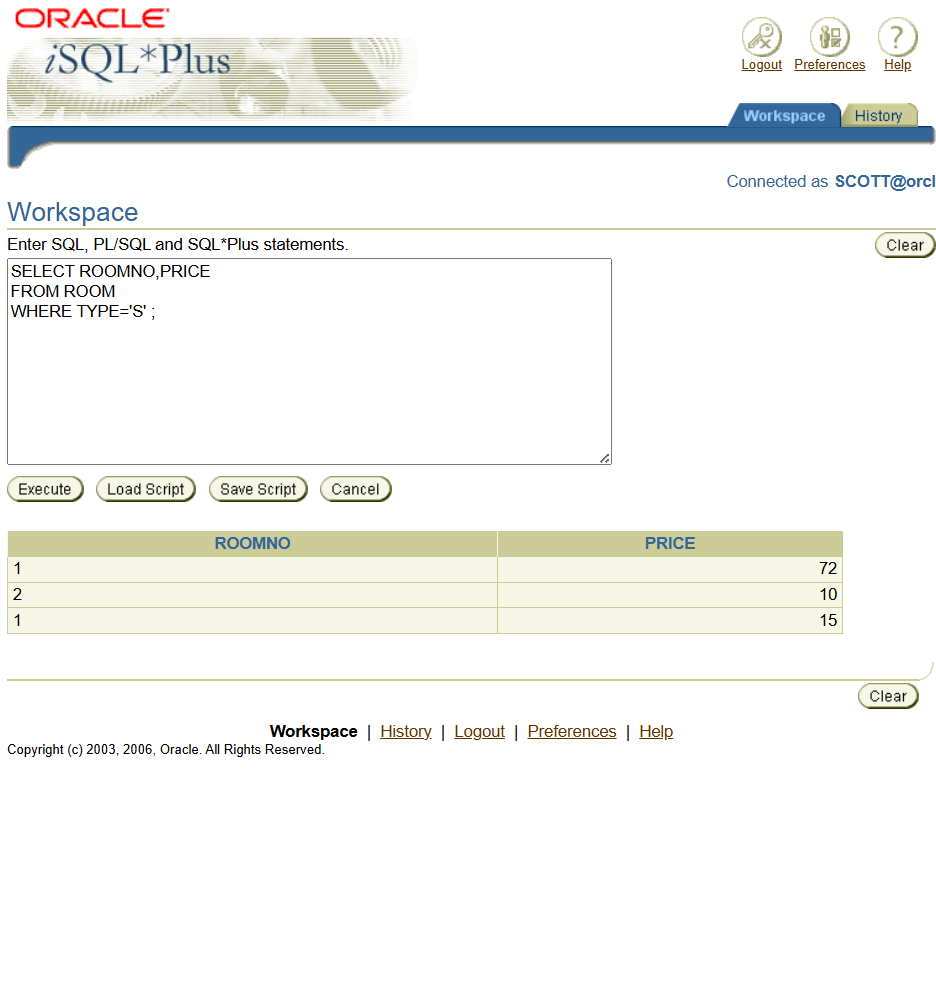 ORACLE
iSQL*Plus
Logout Preferences Help
Workspace History
Connected as SCOTT@orcl
Workspace
Enter SQL, PL/SQL and SQL*Plus statements.
Clear
SELECT ROOMNO,PRICE
FROM ROOM
WHERE TYPE='S' ;
Execute Load Script Save Script Cancel
ROOMNO PRICE
1 72
2 10
1 15
Clear
Workspace | History | Logout | Preferences | Help
Copyright (c) 2003, 2006, Oracle. All Rights Reserved.